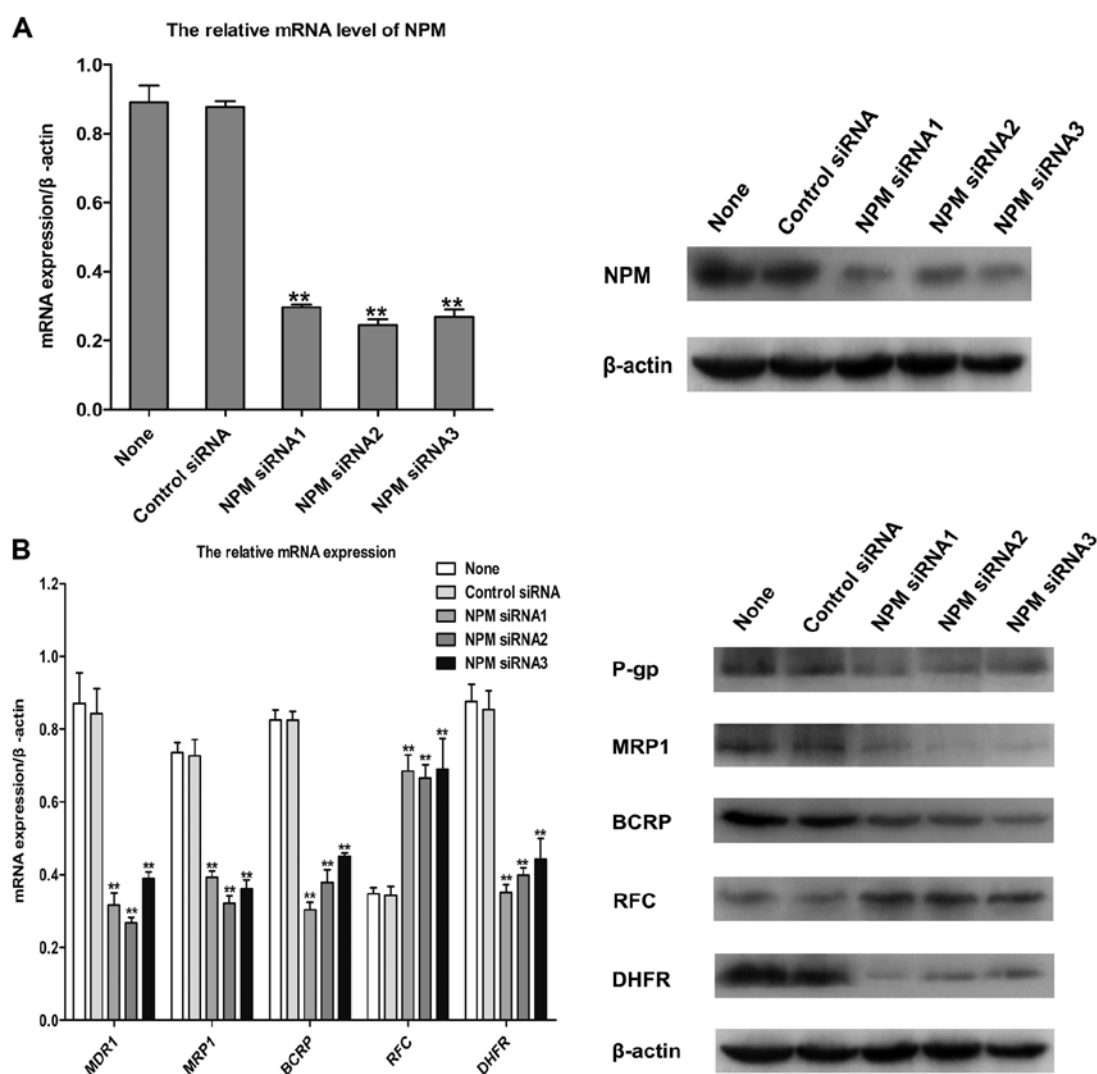 A
The relative mRNA level of NPM
mRNA expression/β -actin
1.0
0.8
0.6
0.4
0.2
0.0
** ** **
None
Control siRNA
NPM siRNA1
NPM siRNA2
NPM siRNA3
None
Control siRNA
NPM siRNA1
NPM siRNA2
NPM siRNA3
NPM
β-actin
B
The relative mRNA expression
mRNA expression/β -actin
1.2
1.0
0.8
0.6
0.4
0.2
0.0
None
Control siRNA
NPM siRNA1
NPM siRNA2
NPM siRNA3
** ** **
** ** **
** ** **
** ** **
** ** **
MDR1
MRP1
BCRP
RFC
DHFR
None
Control siRNA
NPM siRNA1
NPM siRNA2
NPM siRNA3
P-gp
MRP1
BCRP
RFC
DHFR
β-actin